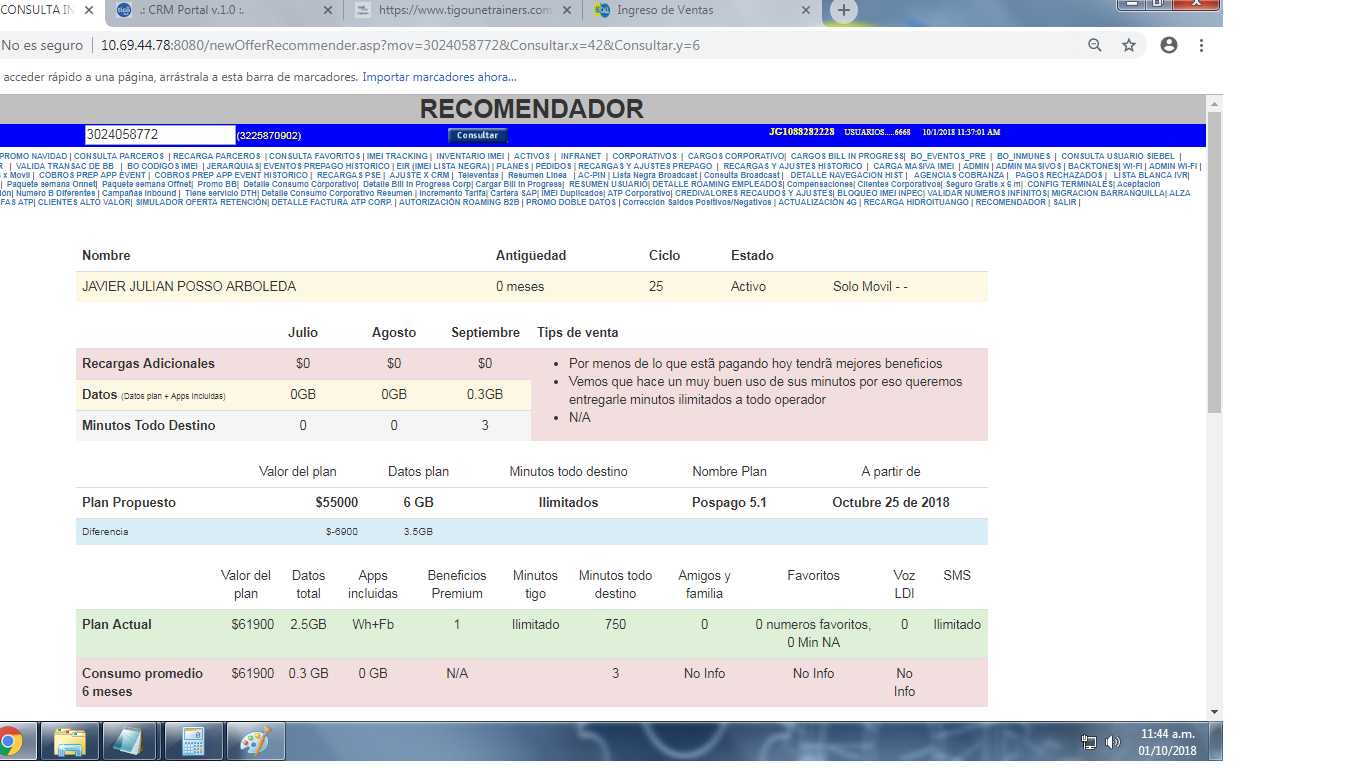 CONSULTA IN
.: CRM Portal v.1.0 :.
https://www.tigounetrainers.com
Ingreso de Ventas
No es seguro | 10.69.44.78:8080/newOfferRecommender.asp?mov=3024058772&Consultar.x=42&Consultar.y=6
acceder rápido a una página, arrástrala a esta barra de marcadores. Importar marcadores ahora...
RECOMENDADOR
3024058772 (3225870902) Consultar JG1088282228 USUARIOS.....6668 10/1/2018 11:37:01 AM
PROMO NAVIDAD | CONSULTA PARCEROS | RECARGA PARCEROS | CONSULTA FAVORITOS | IMEI TRACKING | INVENTARIO IMEI | ACTIVOS | INFRANET | CORPORATIVOS | CARGOS CORPORATIVO| CARGOS BILL IN PROGRESS| BO_EVENTOS_PRE | BO_INMUNES | CONSULTA USUARIO SIEBEL |
R | VALIDA TRANSAC DE BB | BO CODIGOS IMEI | JERARQUIAS| EVENTOS PREPAGO HISTORICO | EIR (IMEI LISTA NEGRA) | PLANES | PEDIDOS | RECARGAS Y AJUSTES PREPAGO | RECARGAS Y AJUSTES HISTORICO | CARGA MASIVA IMEI | ADMIN | ADMIN MASIVOS | BACKTONES| WI-FI | ADMIN WI-FI |
s x Movil | COBROS PREP APP EVENT | COBROS PREP APP EVENT HISTORICO | RECARGAS PSE | AJUSTE X CRM | Televentas | Resumen Linea | AC-PIN | Lista Negra Broadcast | Consulta Broadcast | DETALLE NAVEGACION HIST | AGENCIAS COBRANZA | PAGOS RECHAZADOS | LISTA BLANCA IVR|
| Paquete semana Onnet| Paquete semana Offnet| Promo BB| Detalle Consumo Corporativo| Detalle Bill in Progress Corp| Cargar Bill in Progress| RESUMEN USUARIO| DETALLE ROAMING EMPLEADOS| Compensaciones| Clientes Corporativos| Seguro Gratis x 6 m| CONFIG TERMINALES| Aceptacion
ión| Numero B Diferentes | Campañas Inbound | Tiene servicio DTH| Detalle Consumo Corporativo Resumen | Incremento Tarifa| Cartera SAP| IMEI Duplicados| ATP Corporativo| CREDIVALORES RECAUDOS Y AJUSTES| BLOQUEO IMEI INPEC| VALIDAR NUMEROS INFINITOS| MIGRACIÓN BARRANQUILLA| ALZA
FAS ATP| CLIENTES ALTO VALOR| SIMULADOR OFERTA RETENCIÓN| DETALLE FACTURA ATP CORP. | AUTORIZACIÓN ROAMING B2B | PROMO DOBLE DATOS | Corrección Saldos Positivos/Negativos | ACTUALIZACIÓN 4G | RECARGA HIDROITUANGO | RECOMENDADOR | SALIR |
Nombre Antigüedad Ciclo Estado
JAVIER JULIAN POSSO ARBOLEDA 0 meses 25 Activo Solo Movil - -
Julio Agosto Septiembre Tips de venta
Recargas Adicionales $0 $0 $0
Datos (Datos plan + Apps Incluidas) 0GB 0GB 0.3GB
Minutos Todo Destino 0 0 3
• Por menos de lo que estã pagando hoy tendrã mejores beneficios
• Vemos que hace un muy buen uso de sus minutos por eso queremos
entregarle minutos ilimitados a todo operador
• N/A
Valor del plan Datos plan Minutos todo destino Nombre Plan A partir de
Plan Propuesto $55000 6 GB Ilimitados Pospago 5.1 Octubre 25 de 2018
Diferencia $-6900 3.5GB
Valor del Datos Apps Beneficios Minutos Minutos todo Amigos y Favoritos Voz SMS
plan total incluidas Premium tigo destino familia LDI
Plan Actual $61900 2.5GB Wh+Fb 1 Ilimitado 750 0 0 numeros favoritos, 0 Ilimitado
0 Min NA
Consumo promedio $61900 0.3 GB 0 GB N/A 3 No Info No Info No
6 meses Info
11:44 a.m.
01/10/2018